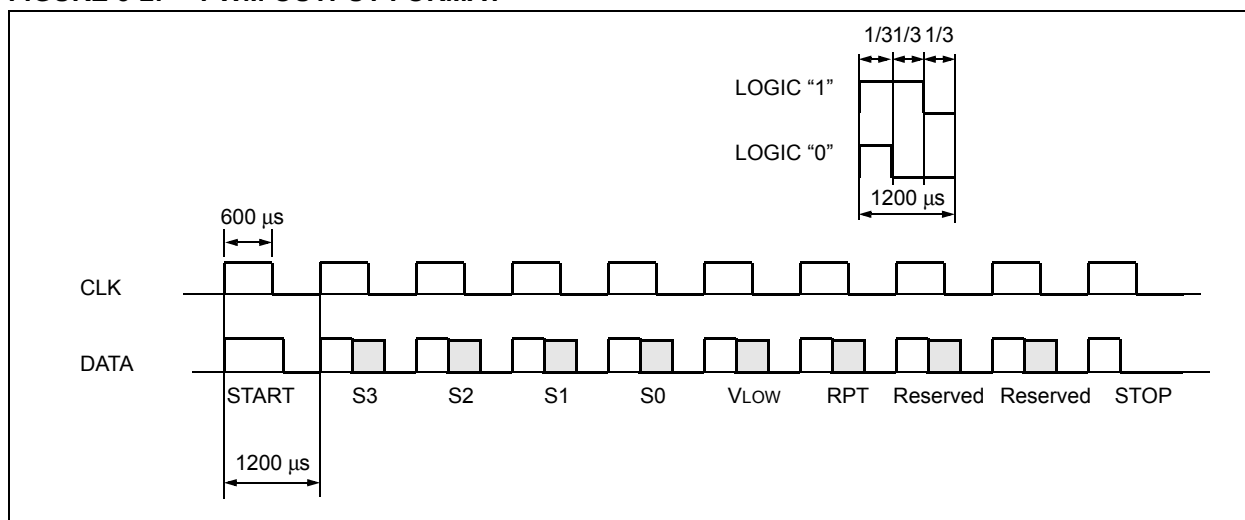 1/3 1/3 1/3
LOGIC “1”
LOGIC “0”
1200 µs
600 µs
CLK
DATA
START S3 S2 S1 S0 VLOW RPT Reserved Reserved STOP
1200 µs